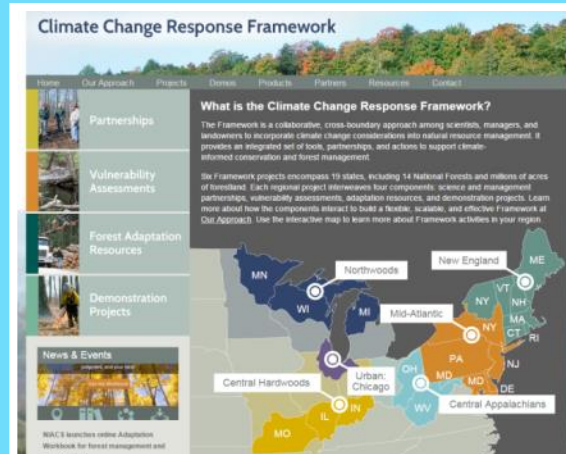 Climate Change Response Framework
Home Our Approach Projects Demos Products Partners Resources Contact
Partnerships
Vulnerability
Assessments
Forest Adaptation
Resources
Demonstration
Projects
News & Events
NIACS launches online Adaptation
Workbook for forest management and
What is the Climate Change Response Framework?
The Framework is a collaborative, cross-boundary approach among scientists, managers, and
landowners to incorporate climate change considerations into natural resource management. It
provides an integrated set of tools, partnerships, and actions to support climate-
informed conservation and forest management.
Six Framework projects encompass 19 states, including 14 National Forests and millions of acres
of forestland. Each regional project interweaves four components: science and management
partnerships, vulnerability assessments, adaptation resources, and demonstration projects. Learn
more about how the components interact to build a flexible, scalable, and effective Framework at
Our Approach. Use the interactive map to learn more about Framework activities in your region.
New England
ME
MN
Northwoods
VT
NY
NH
WI
MI
Mid-Atlantic
MA
NY
CT
RI
PA
NJ
Urban:
Chicago
OH
MD
MD
DE
Central Hardwoods
IL
IN
WV
Central Appalachians
MO